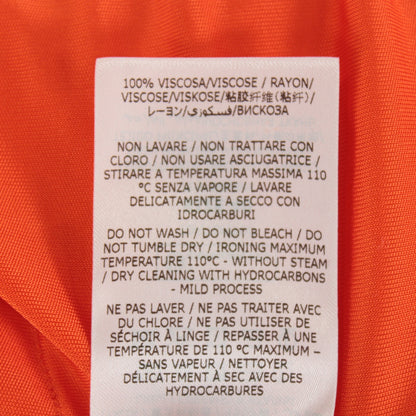 100% VISCOSA/VISCOSE / RAYON/
VISCOSE/VISKOSE/粘胶纤维(粘纤)/
レーヨン/فسكوزي/ВИСКОЗА
NON LAVARE / NON TRATTARE CON
CLORO / NON USARE ASCIUGATRICE /
STIRARE A TEMPERATURA MASSIMA 110
°C SENZA VAPORE / LAVARE
DELICATAMENTE A SECCO CON
IDROCARBURI
DO NOT WASH / DO NOT BLEACH / DO
NOT TUMBLE DRY / IRONING MAXIMUM
TEMPERATURE 110°C - WITHOUT STEAM
/ DRY CLEANING WITH HYDROCARBONS
- MILD PROCESS
NE PAS LAVER / NE PAS TRAITER AVEC
DU CHLORE / NE PAS UTILISER DE
SÉCHOIR À LINGE / REPASSER À UNE
TEMPÉRATURE DE 110 °C MAXIMUM –
SANS VAPEUR / NETTOYER
DÉLICATEMENT À SEC AVEC DES
HYDROCARBURES